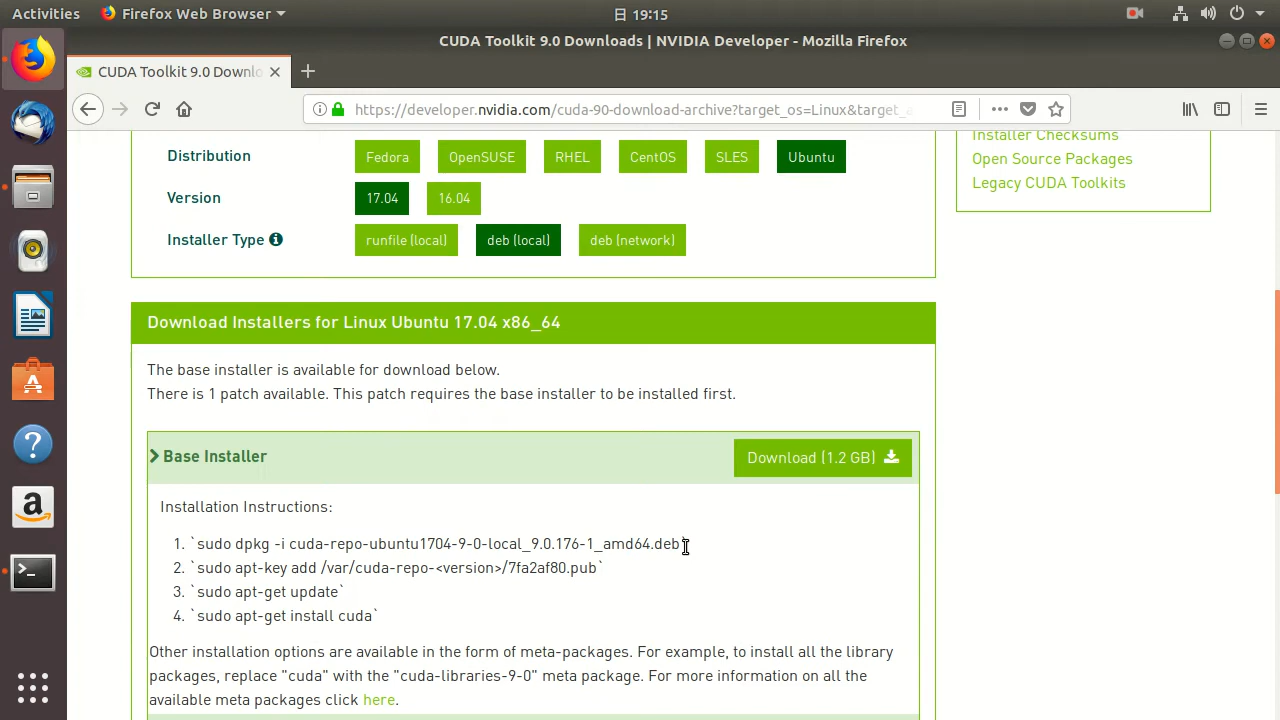 Activities
Firefox Web Browser
日 19:15
CUDA Toolkit 9.0 Downloads | NVIDIA Developer - Mozilla Firefox
CUDA Toolkit 9.0 Downlo
https://developer.nvidia.com/cuda-90-download-archive?target_os=Linux&target_a
Distribution
Fedora
OpenSUSE
RHEL
CentOS
SLES
Ubuntu
Version
17.04
16.04
Installer Type
runfile (local)
deb (local)
deb (network)
Installer Checksums
Open Source Packages
Legacy CUDA Toolkits
Download Installers for Linux Ubuntu 17.04 x86_64
The base installer is available for download below.
There is 1 patch available. This patch requires the base installer to be installed first.
Base Installer
Download (1.2 GB)
Installation Instructions:
1. `sudo dpkg -i cuda-repo-ubuntu1704-9-0-local_9.0.176-1_amd64.deb`
2. `sudo apt-key add /var/cuda-repo-<version>/7fa2af80.pub`
3. `sudo apt-get update`
4. `sudo apt-get install cuda`
Other installation options are available in the form of meta-packages. For example, to install all the library
packages, replace "cuda" with the "cuda-libraries-9-0" meta package. For more information on all the
available meta packages click here.